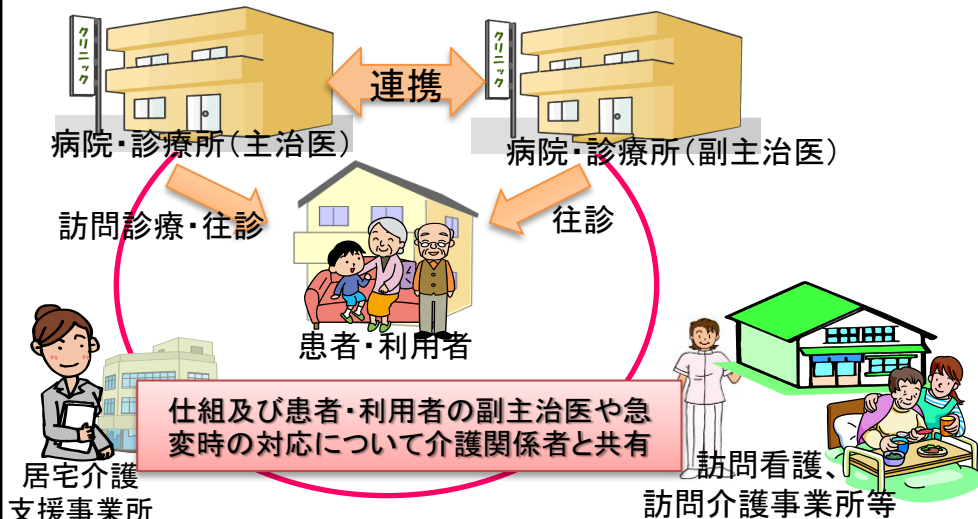 クリニック
クリニック
連携
病院・診療所（主治医）
病院・診療所（副主治医）
訪問診療・往診
往診
患者・利用者
仕組及び患者・利用者の副主治医や急
変時の対応について介護関係者と共有
居宅介護
支援事業所
訪問看護、
訪問介護事業所等